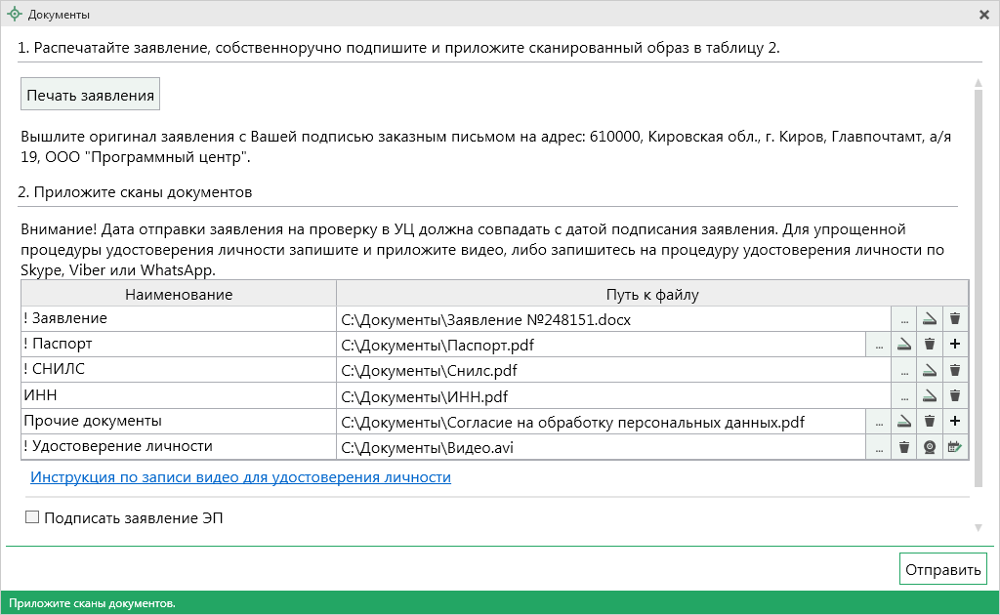 Документы
1. Распечатайте заявление, собственноручно подпишите и приложите сканированный образ в таблицу 2.
Печать заявления
Вышлите оригинал заявления с Вашей подписью заказным письмом на адрес: 610000, Кировская обл., г. Киров, Главпочтамт, а/я
19, ООО "Программный центр".
2. Приложите сканы документов
Внимание! Дата отправки заявления на проверку в УЦ должна совпадать с датой подписания заявления. Для упрощенной
процедуры удостоверения личности запишите и приложите видео, либо запишитесь на процедуру удостоверения личности по
Skype, Viber или WhatsApp.
Наименование Путь к файлу
! Заявление C:\Документы\Заявление №248151.docx ...
! Паспорт C:\Документы\Паспорт.pdf ... +
! СНИЛС C:\Документы\Снилс.pdf ...
ИНН C:\Документы\ИНН.pdf ...
Прочие документы C:\Документы\Согласие на обработку персональных данных.pdf ... +
! Удостоверение личности C:\Документы\Видео.avi ...
Инструкция по записи видео для удостоверения личности
Подписать заявление ЭП
Отправить
Приложите сканы документов.